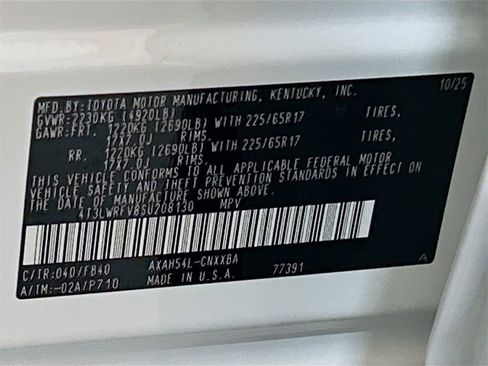 MFD.BY:TOYOTA MOTOR MANUFACTURING, KENTUCKY, INC. 10/25
GVWR:2230KG (4920LB)
GAWR:FRT. 1220KG (2690LB) WITH 225/65R17 TIRES,
17X7.0J RIMS.
RR. 1220KG (2690LB) WITH 225/65R17 TIRES,
17X7.0J RIMS.
THIS VEHICLE CONFORMS TO ALL APPLICABLE FEDERAL MOTOR
VEHICLE SAFETY AND THEFT PREVENTION STANDARDS IN EFFECT ON
THE DATE OF MANUFACTURE SHOWN ABOVE.
4T3LWRFV8SU208130 MPV
C/TR:040/FB40 AXAH54L-CNXXBA 77391 A
A/TM:-02A/P710 MADE IN U.S.A.